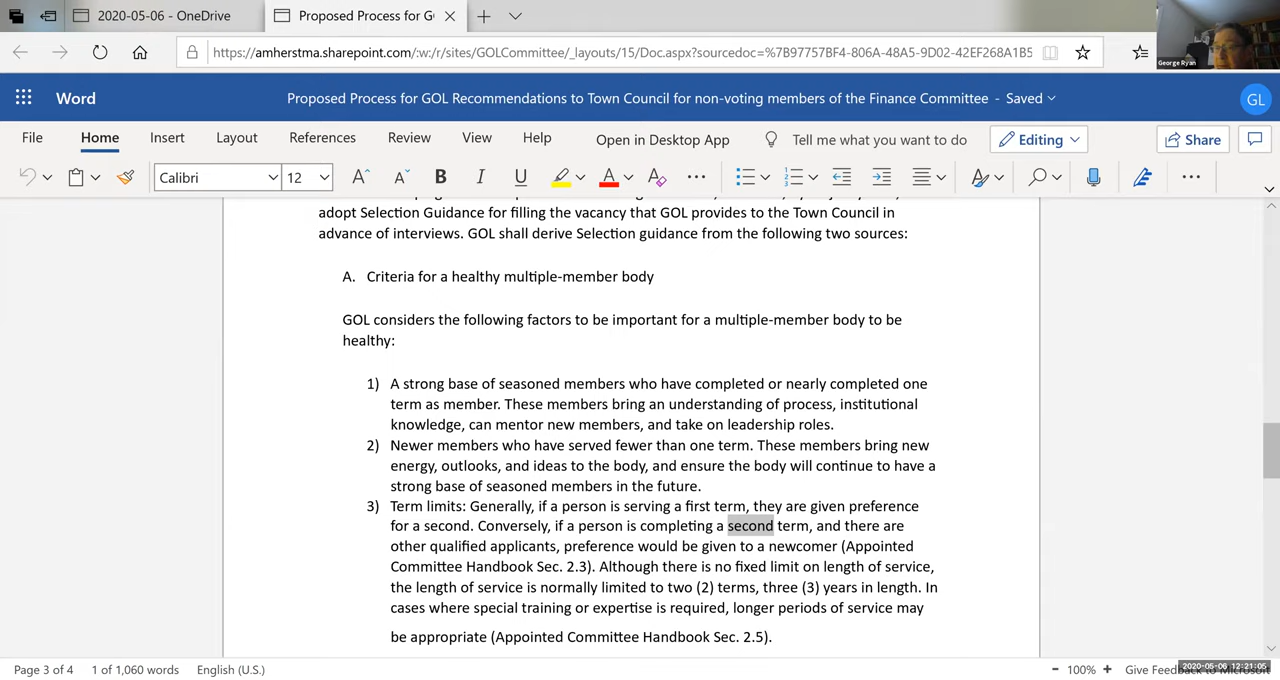 2020-05-06 - OneDrive
Proposed Process for GO
https://amherstma.sharepoint.com/:w:/r/sites/GOLCommittee/_layouts/15/Doc.aspx?sourcedoc=%7B97757BF4-806A-48A5-9D02-42EF268A1B5
George Ryan
Word
Proposed Process for GOL Recommendations to Town Council for non-voting members of the Finance Committee - Saved
GL
File Home Insert Layout References Review View Help Open in Desktop App Tell me what you want to do Editing Share
Calibri 12 B I U A
adopt Selection Guidance for filling the vacancy that GOL provides to the Town Council in
advance of interviews. GOL shall derive Selection guidance from the following two sources:
A. Criteria for a healthy multiple-member body
GOL considers the following factors to be important for a multiple-member body to be
healthy:
1) A strong base of seasoned members who have completed or nearly completed one
term as member. These members bring an understanding of process, institutional
knowledge, can mentor new members, and take on leadership roles.
2) Newer members who have served fewer than one term. These members bring new
energy, outlooks, and ideas to the body, and ensure the body will continue to have a
strong base of seasoned members in the future.
3) Term limits: Generally, if a person is serving a first term, they are given preference
for a second. Conversely, if a person is completing a second term, and there are
other qualified applicants, preference would be given to a newcomer (Appointed
Committee Handbook Sec. 2.3). Although there is no fixed limit on length of service,
the length of service is normally limited to two (2) terms, three (3) years in length. In
cases where special training or expertise is required, longer periods of service may
be appropriate (Appointed Committee Handbook Sec. 2.5).
Page 3 of 4 1 of 1,060 words English (U.S.) - 100% + Give Feedback to Microsoft
2020-05-06 12:21:05